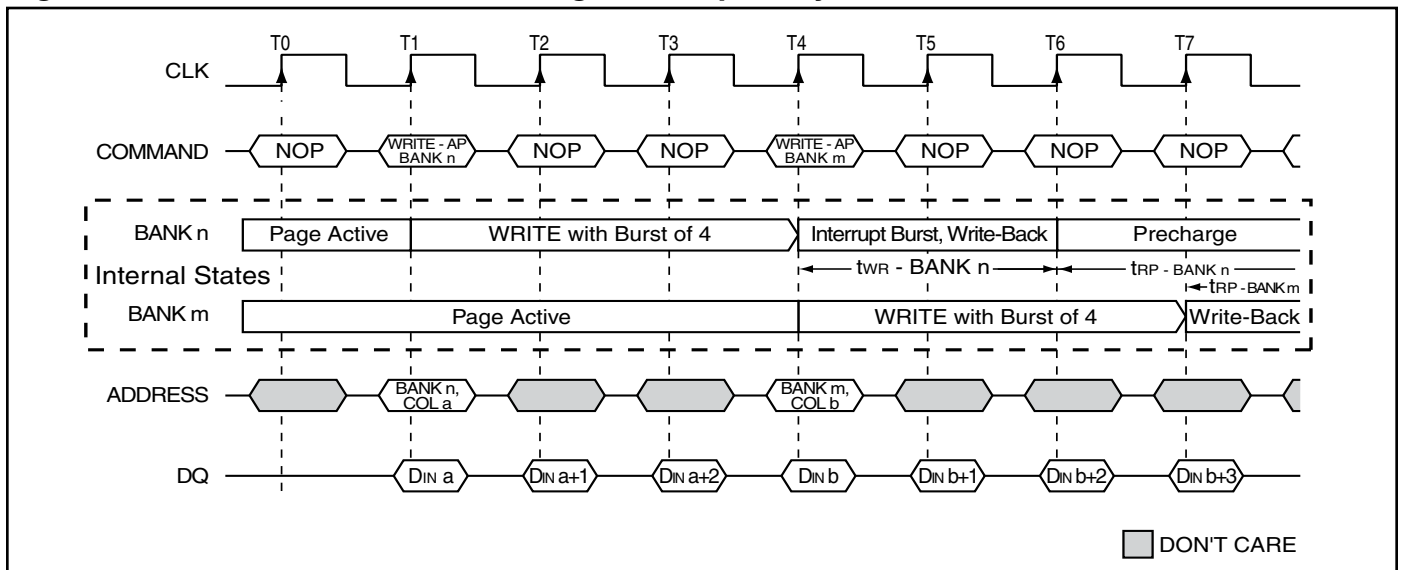 T0 T1 T2 T3 T4 T5 T6 T7
CLK
COMMAND NOP WRITE - AP BANK n NOP NOP WRITE - AP BANK m NOP NOP NOP
BANK n Page Active WRITE with Burst of 4 Interrupt Burst, Write-Back Precharge
tWR - BANK n tRP - BANK n
Internal States
tRP - BANK m
BANK m Page Active WRITE with Burst of 4 Write-Back
ADDRESS BANK n, COL a BANK m, COL b
DQ DIN a DIN a+1 DIN a+2 DIN b DIN b+1 DIN b+2 DIN b+3
DON'T CARE